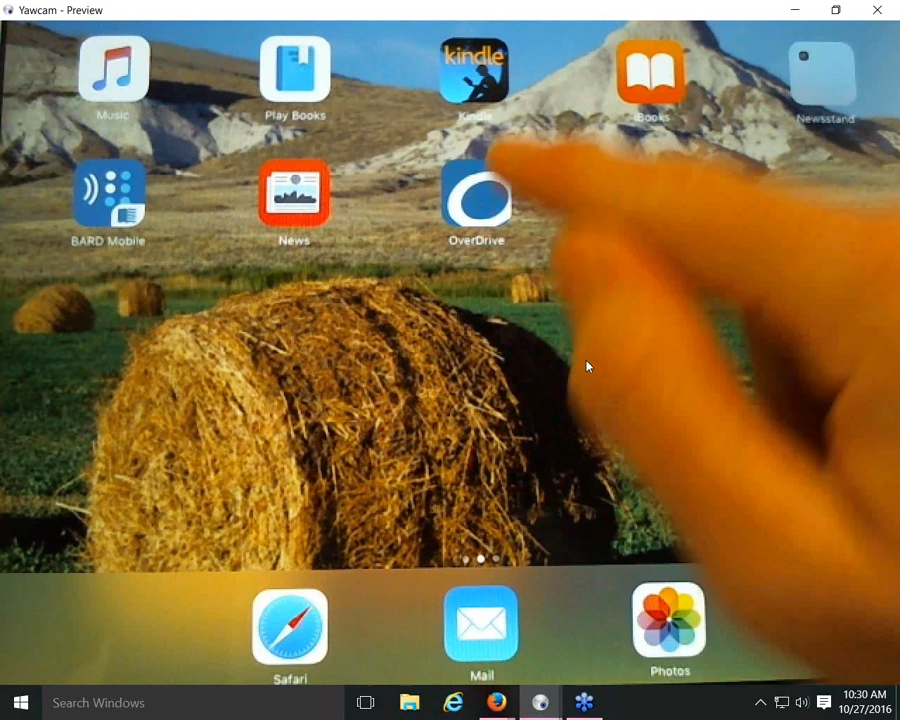 Yawcam - Preview
Music
Play Books
kindle
Kindle
iBooks
Newsstand
BARD Mobile
News
OverDrive
Safari
Mail
Photos
Search Windows
10:30 AM
10/27/2016